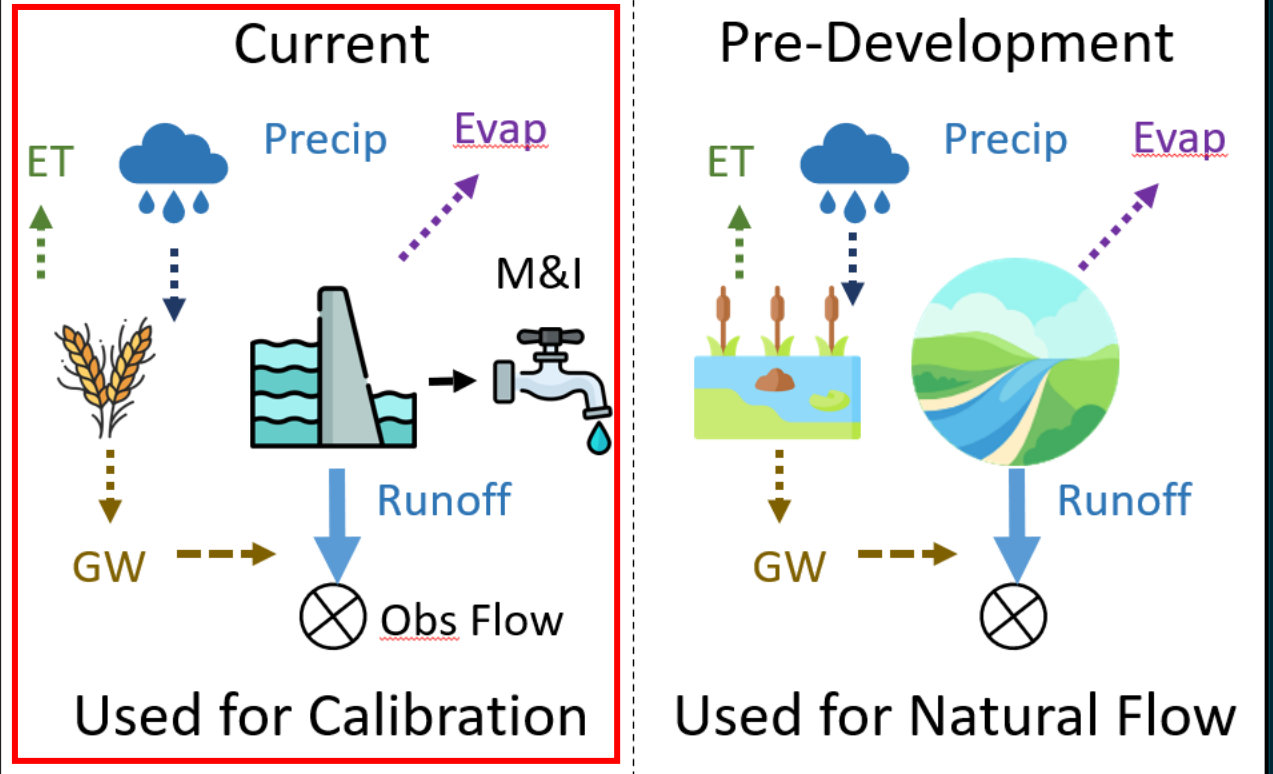 Current
ET
Precip
Evap
M&I
Runoff
GW
Obs Flow
Used for Calibration
Pre-Development
ET
Precip
Evap
Runoff
GW
Used for Natural Flow